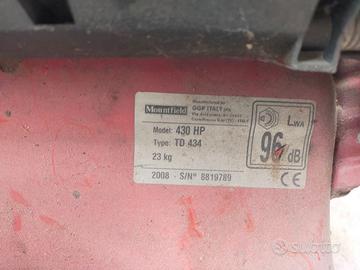 Mountfield
Manufactured by
GGP ITALY spa
Model: 430 HP
Type: TD 434
23 kg
2008 - S/N° 8819789
LWA
96 dB
CE
subito